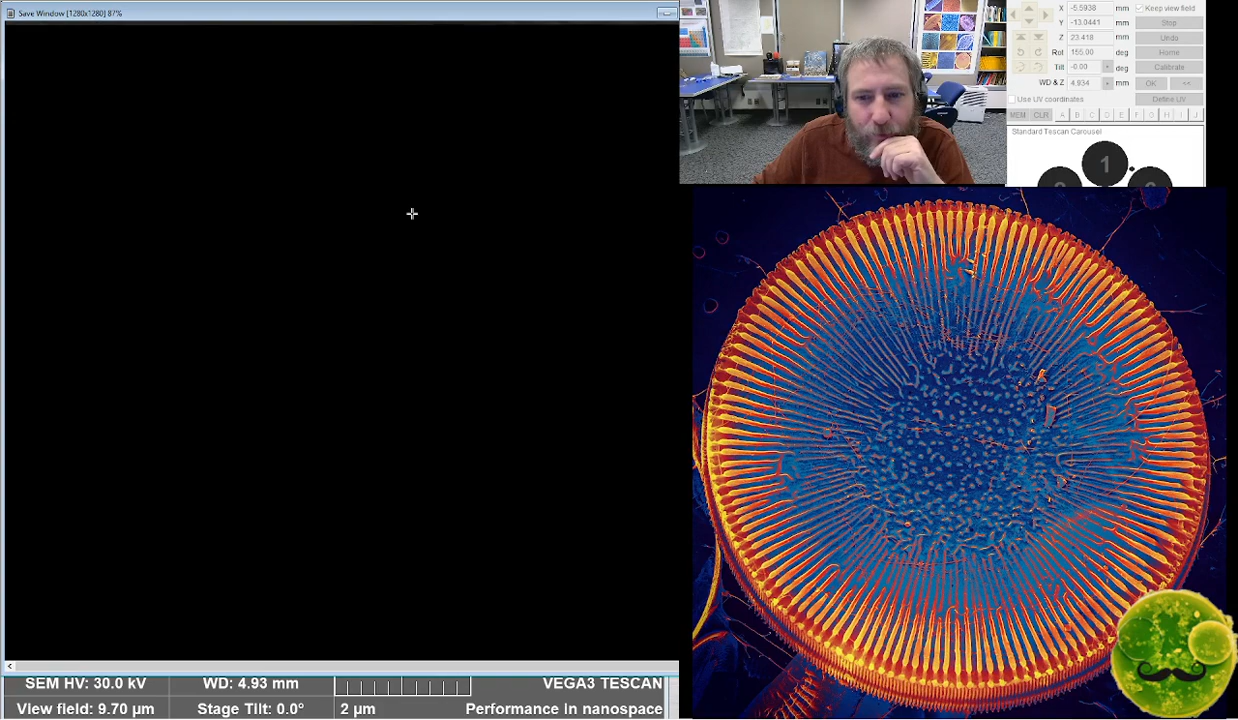 Save Window [1280x1280] 87%
X -5.5938 mm Keep view field
Y -13.0441 mm Stop
Z 23.418 mm Undo
Rot 155.00 deg Home
Tilt -0.00 deg Calibrate
WD & Z 4.934 mm OK <<
Use UV coordinates Define UV
MEM CLR A B C D E F G H I J
Standard Tescan Carousel
1
SEM HV: 30.0 kV WD: 4.93 mm VEGA3 TESCAN
View field: 9.70 µm Stage Tilt: 0.0° 2 µm Performance in nanospace